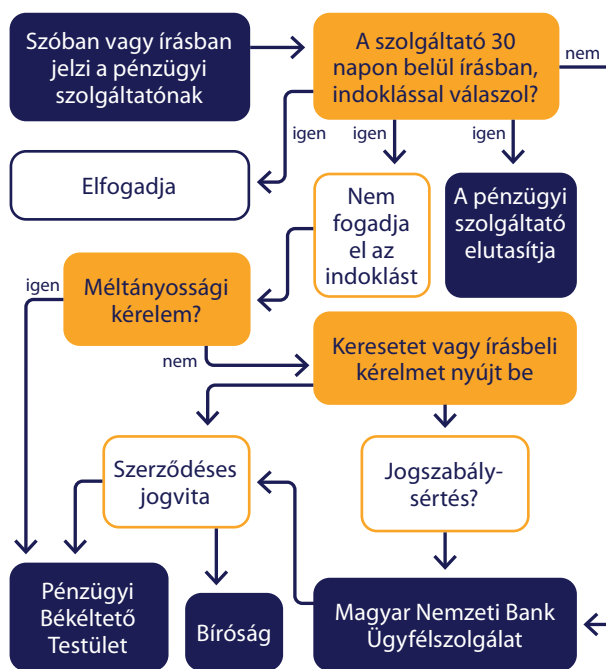 Szóban vagy írásban
jelzi a pénzügyi
szolgáltatónak
A szolgáltató 30
napon belül írásban,
indoklással válaszol?
nem
igen
igen
igen
Elfogadja
Nem
fogadja
el az
indoklást
A pénzügyi
szolgáltató
elutasítja
igen
Méltányossági
kérelem?
nem
Keresetet vagy írásbeli
kérelmet nyújt be
Szerződéses
jogvita
Jogszabály-
sértés?
Pénzügyi
Békéltető
Testület
Bíróság
Magyar Nemzeti Bank
Ügyfélszolgálat